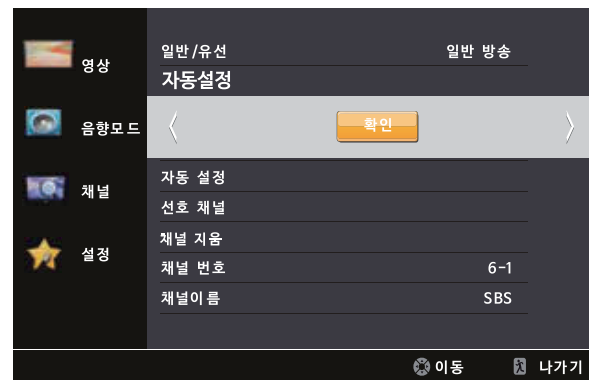 영상
음향모드
채널
설정
일반/유선 일반 방송
자동설정
확인
자동 설정
선호 채널
채널 지움
채널 번호 6-1
채널이름 SBS
이동 나가기